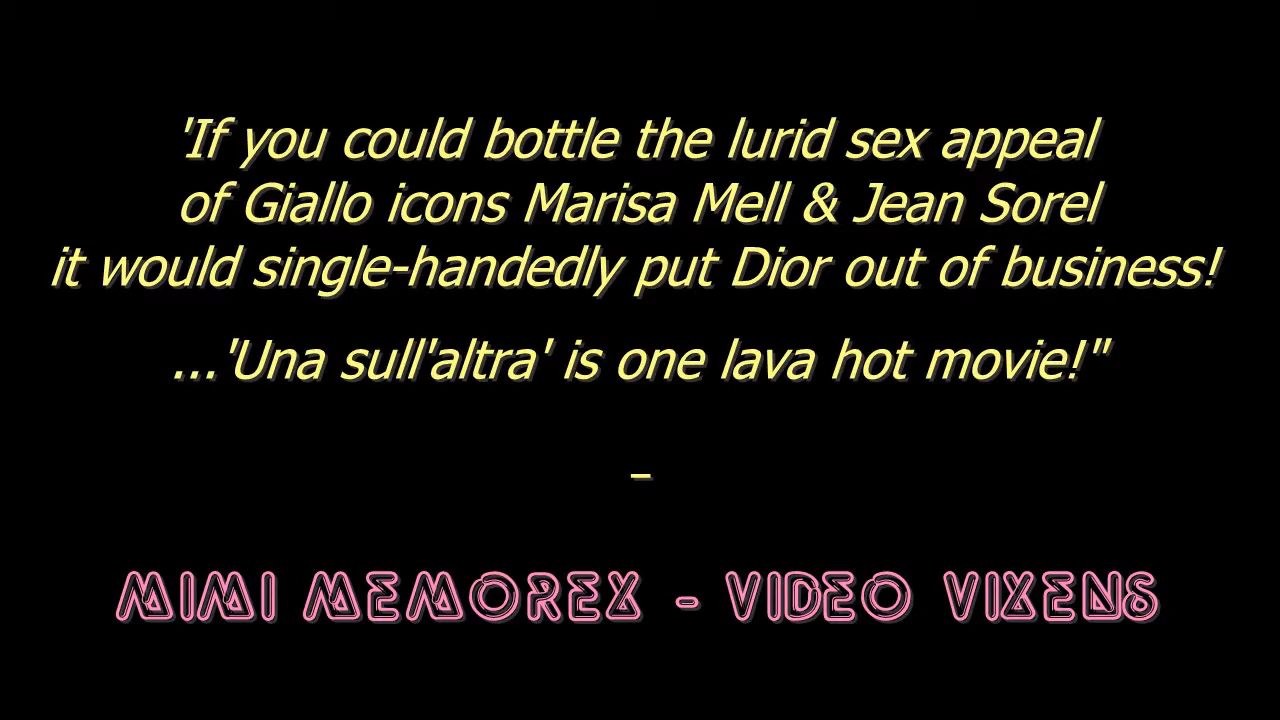 'If you could bottle the lurid sex appeal
of Giallo icons Marisa Mell & Jean Sorel
it would single-handedly put Dior out of business!
...'Una sull'altra' is one lava hot movie!"
–
MIMI MEMOREX - VIDEO VIXENS